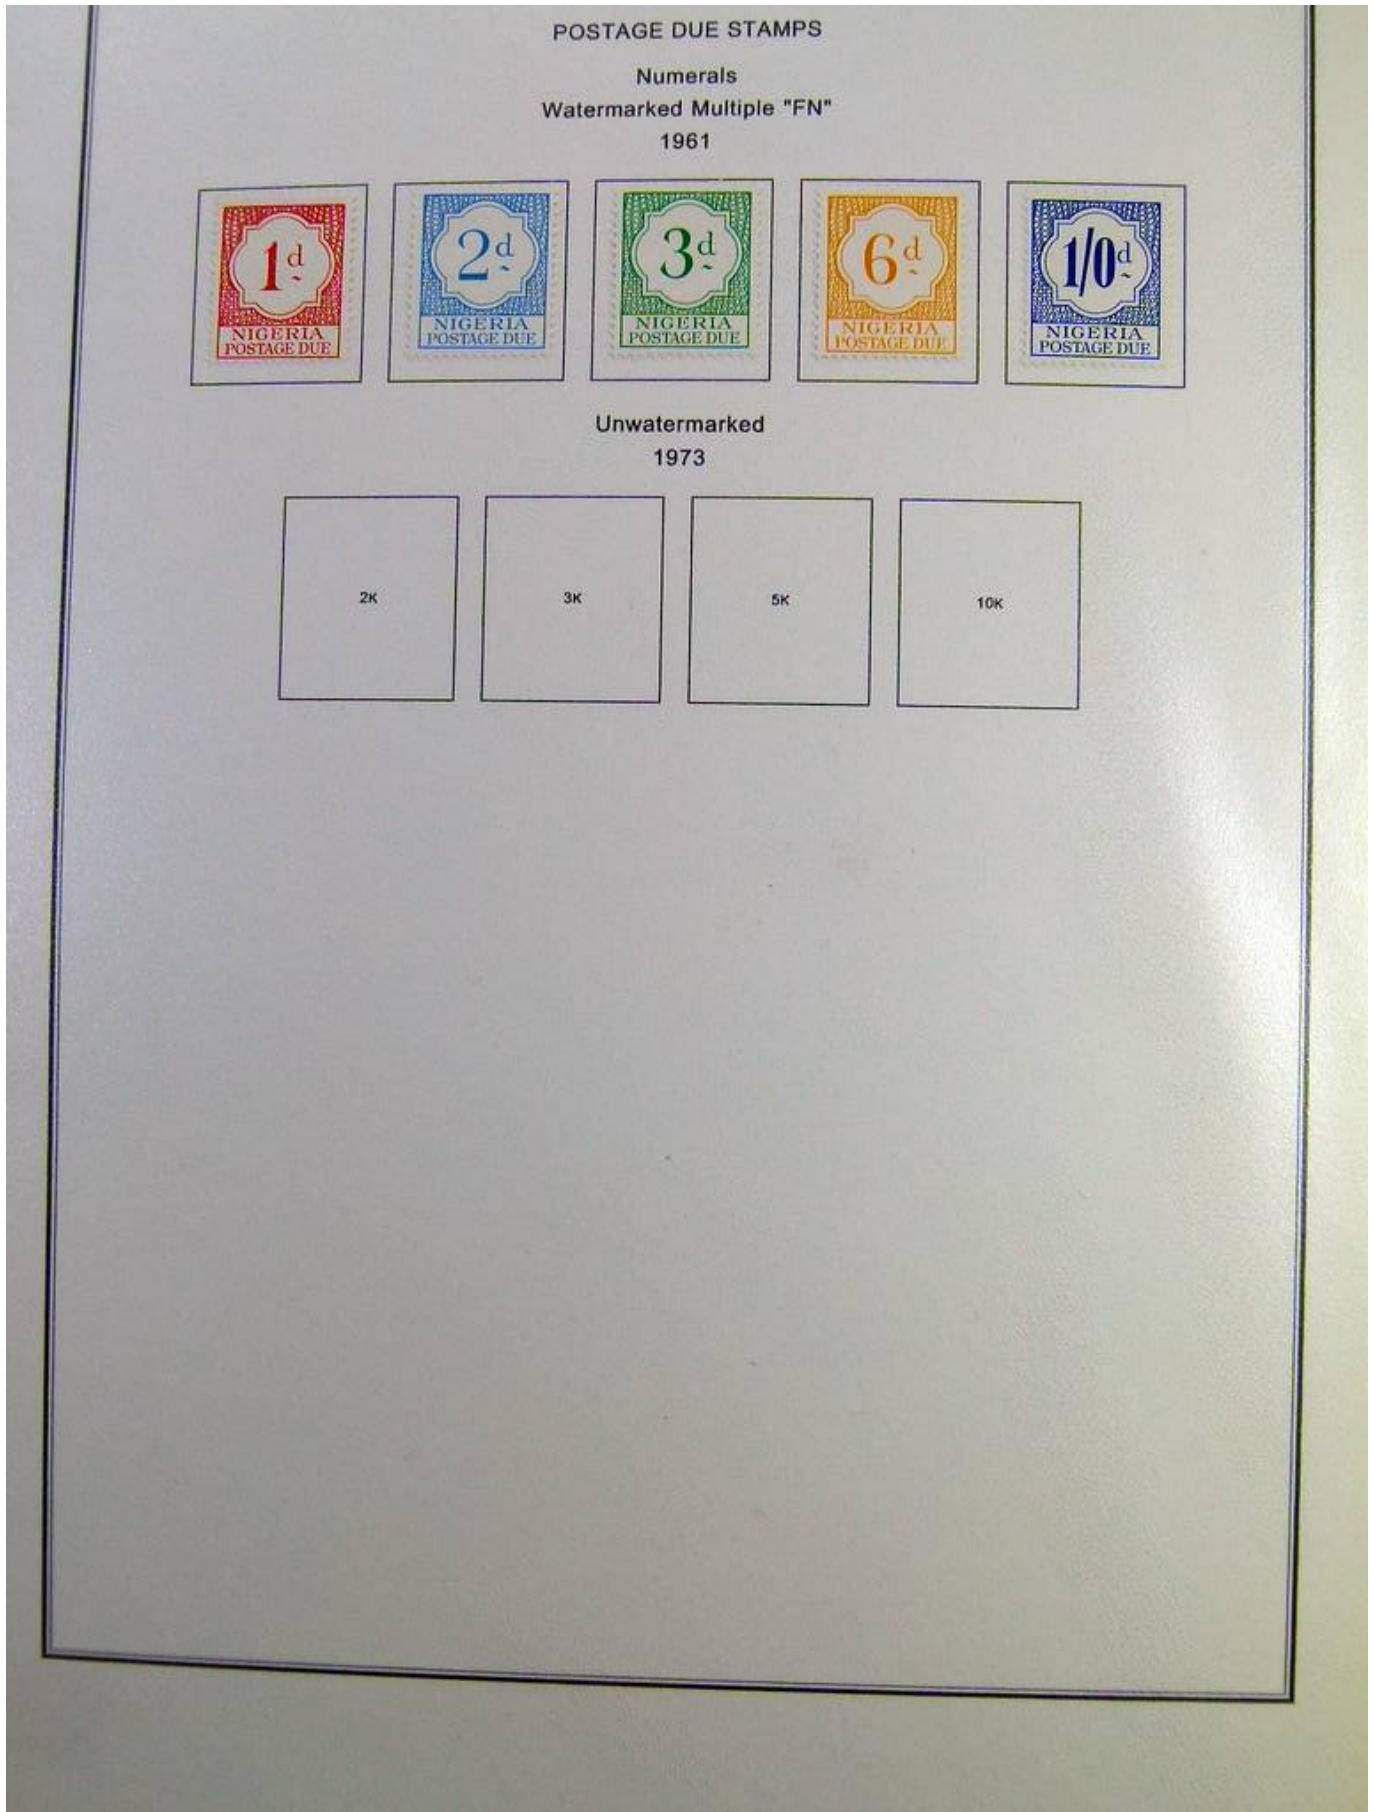 POSTAGE DUE STAMPS
Numerals
Watermarked Multiple "FN"
1961
1d
NIGERIA
POSTAGE DUE
2d
NIGERIA
POSTAGE DUE
3d
NIGERIA
POSTAGE DUE
6d
NIGERIA
POSTAGE DUE
1/0d
NIGERIA
POSTAGE DUE
Unwatermarked
1973
2K
3K
5K
10K